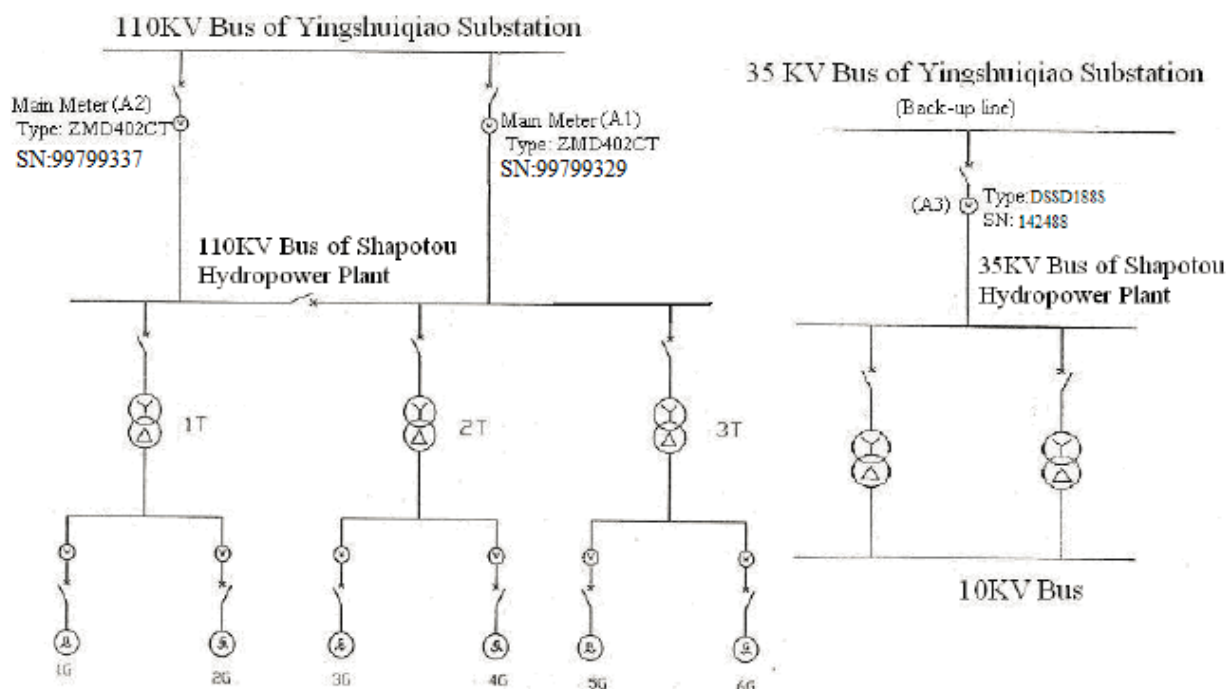 110KV Bus of Yingshuiqiao Substation
Main Meter (A2)
Type: ZMD402CT
SN:99799337
Main Meter (A1)
Type: ZMD402CT
SN:99799329
110KV Bus of Shapotou
Hydropower Plant
1T
2T
3T
1G
2G
3G
4G
5G
6G
35 KV Bus of Yingshuiqiao Substation
(Back-up line)
(A3)
Type:DSSD188S
SN: 142488
35KV Bus of Shapotou
Hydropower Plant
10KV Bus